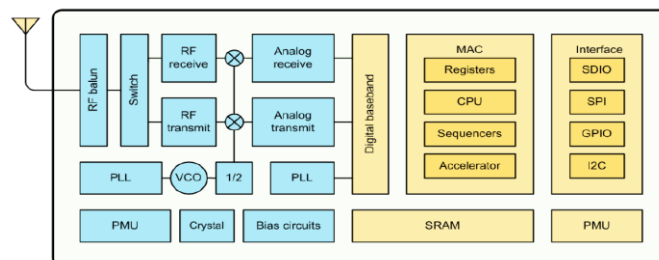 RF balun
Switch
RF
receive
Analog
receive
RF
transmit
Analog
transmit
PLL
VCO
1/2
PLL
Digital baseband
MAC
Registers
CPU
Sequencers
Accelerator
Interface
SDIO
SPI
GPIO
I2C
PMU
Crystal
Bias circuits
SRAM
PMU